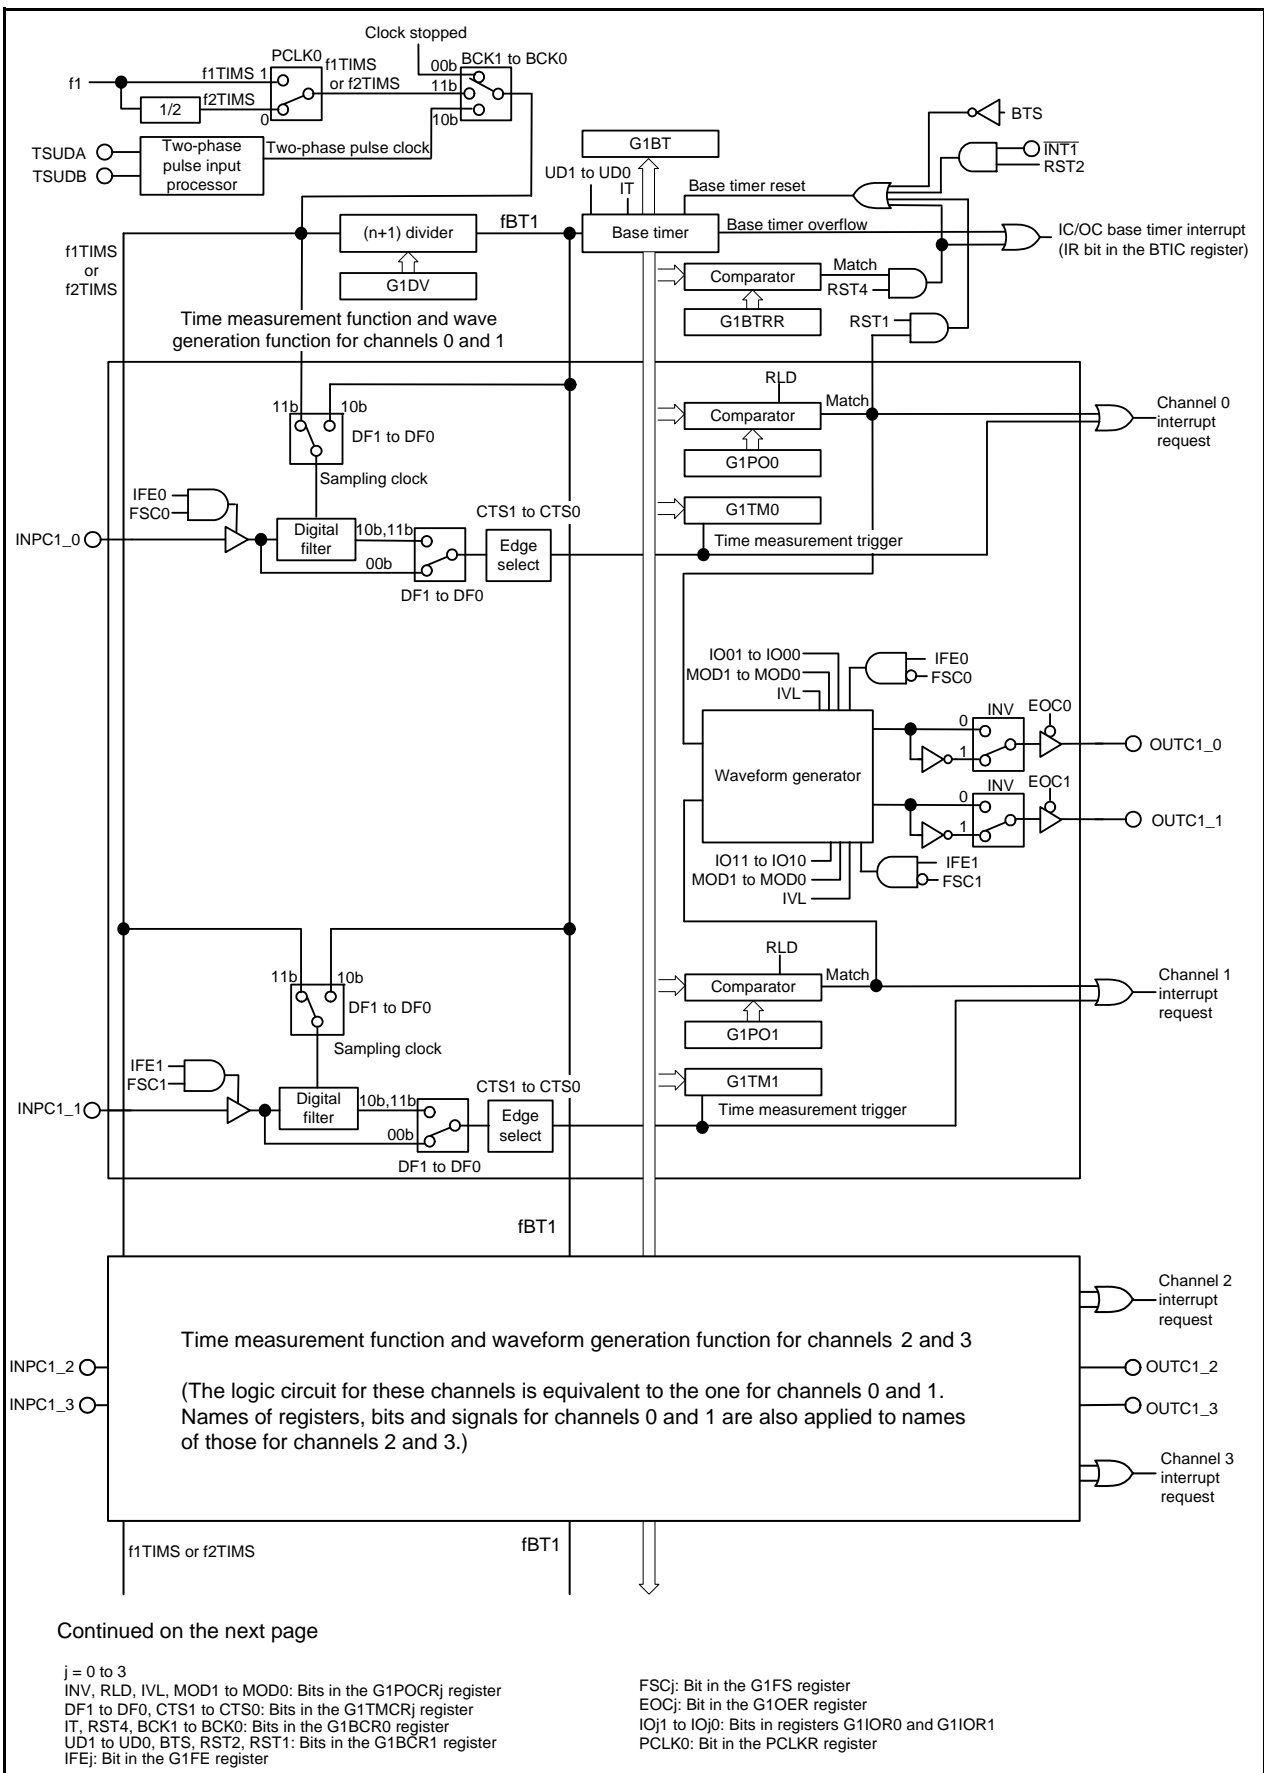 Clock stopped
PCLK0
f1TIMS
or f2TIMS
BCK1 to BCK0
f1
f1TIMS 1
00b
11b
1/2
f2TIMS
0
10b
TSUDA
TSUDB
Two-phase
pulse input
processor
Two-phase pulse clock
G1BT
BTS
INT1
RST2
UD1 to UD0
IT
Base timer reset
f1TIMS
or
f2TIMS
(n+1) divider
fBT1
Base timer
Base timer overflow
IC/OC base timer interrupt
(IR bit in the BTIC register)
G1DV
Comparator
Match
RST4
G1BTRR
RST1
Time measurement function and wave
generation function for channels 0 and 1
11b
10b
DF1 to DF0
Sampling clock
RLD
Comparator
Match
G1PO0
Channel 0
interrupt
request
IFE0
FSC0
INPC1_0
Digital
filter
10b,11b
00b
DF1 to DF0
CTS1 to CTS0
Edge
select
G1TM0
Time measurement trigger
IO01 to IO00
MOD1 to MOD0
IVL
IFE0
FSC0
Waveform generator
0
1
INV
EOC0
OUTC1_0
0
1
INV
EOC1
OUTC1_1
IO11 to IO10
MOD1 to MOD0
IVL
IFE1
FSC1
11b
10b
DF1 to DF0
Sampling clock
RLD
Comparator
Match
G1PO1
Channel 1
interrupt
request
IFE1
FSC1
INPC1_1
Digital
filter
10b,11b
00b
DF1 to DF0
CTS1 to CTS0
Edge
select
G1TM1
Time measurement trigger
fBT1
Time measurement function and waveform generation function for channels 2 and 3
(The logic circuit for these channels is equivalent to the one for channels 0 and 1.
Names of registers, bits and signals for channels 0 and 1 are also applied to names
of those for channels 2 and 3.)
INPC1_2
INPC1_3
Channel 2
interrupt
request
OUTC1_2
OUTC1_3
Channel 3
interrupt
request
f1TIMS or f2TIMS
fBT1
Continued on the next page
j = 0 to 3
INV, RLD, IVL, MOD1 to MOD0: Bits in the G1POCRj register
DF1 to DF0, CTS1 to CTS0: Bits in the G1TMCRj register
IT, RST4, BCK1 to BCK0: Bits in the G1BCR0 register
UD1 to UD0, BTS, RST2, RST1: Bits in the G1BCR1 register
IFEj: Bit in the G1FE register
FSCj: Bit in the G1FS register
EOCj: Bit in the G1OER register
IOj1 to IOj0: Bits in registers G1IOR0 and G1IOR1
PCLK0: Bit in the PCLKR register